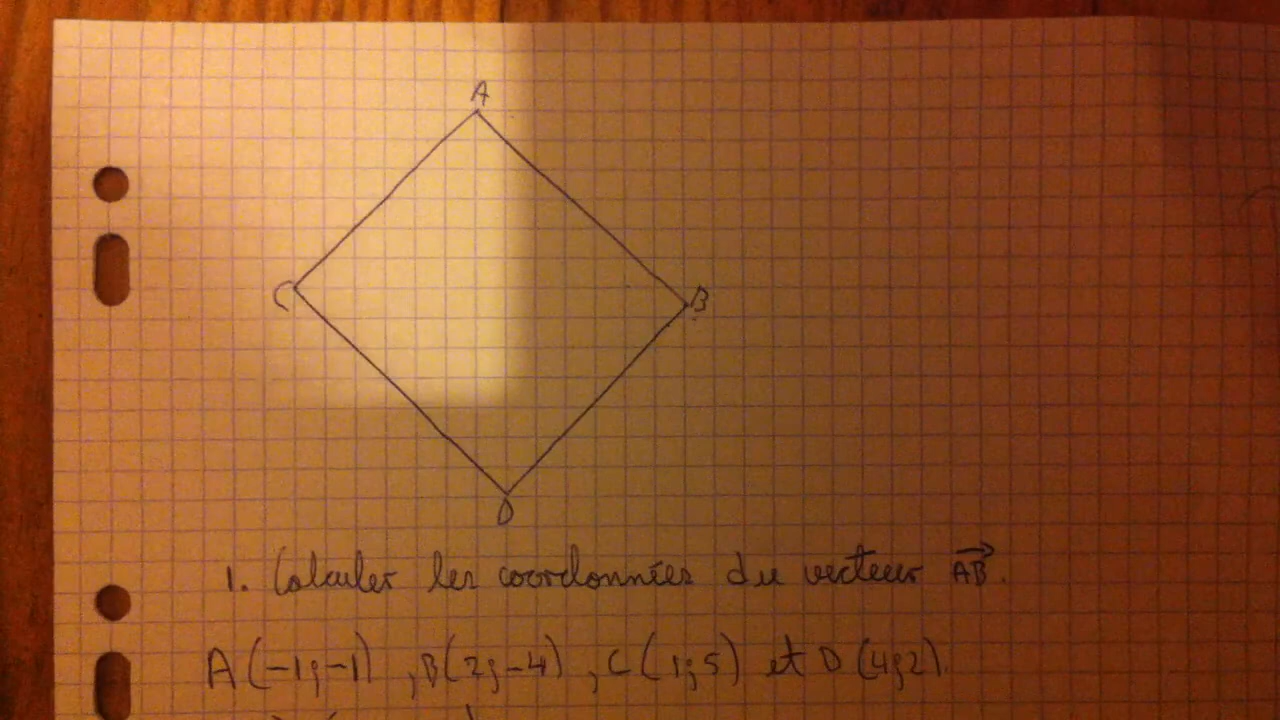 A
C
B
D
1. Calculer les coordonnées du vecteur AB.
A(-1;-1), B(2;-4), C(1;5) et D(4;2).